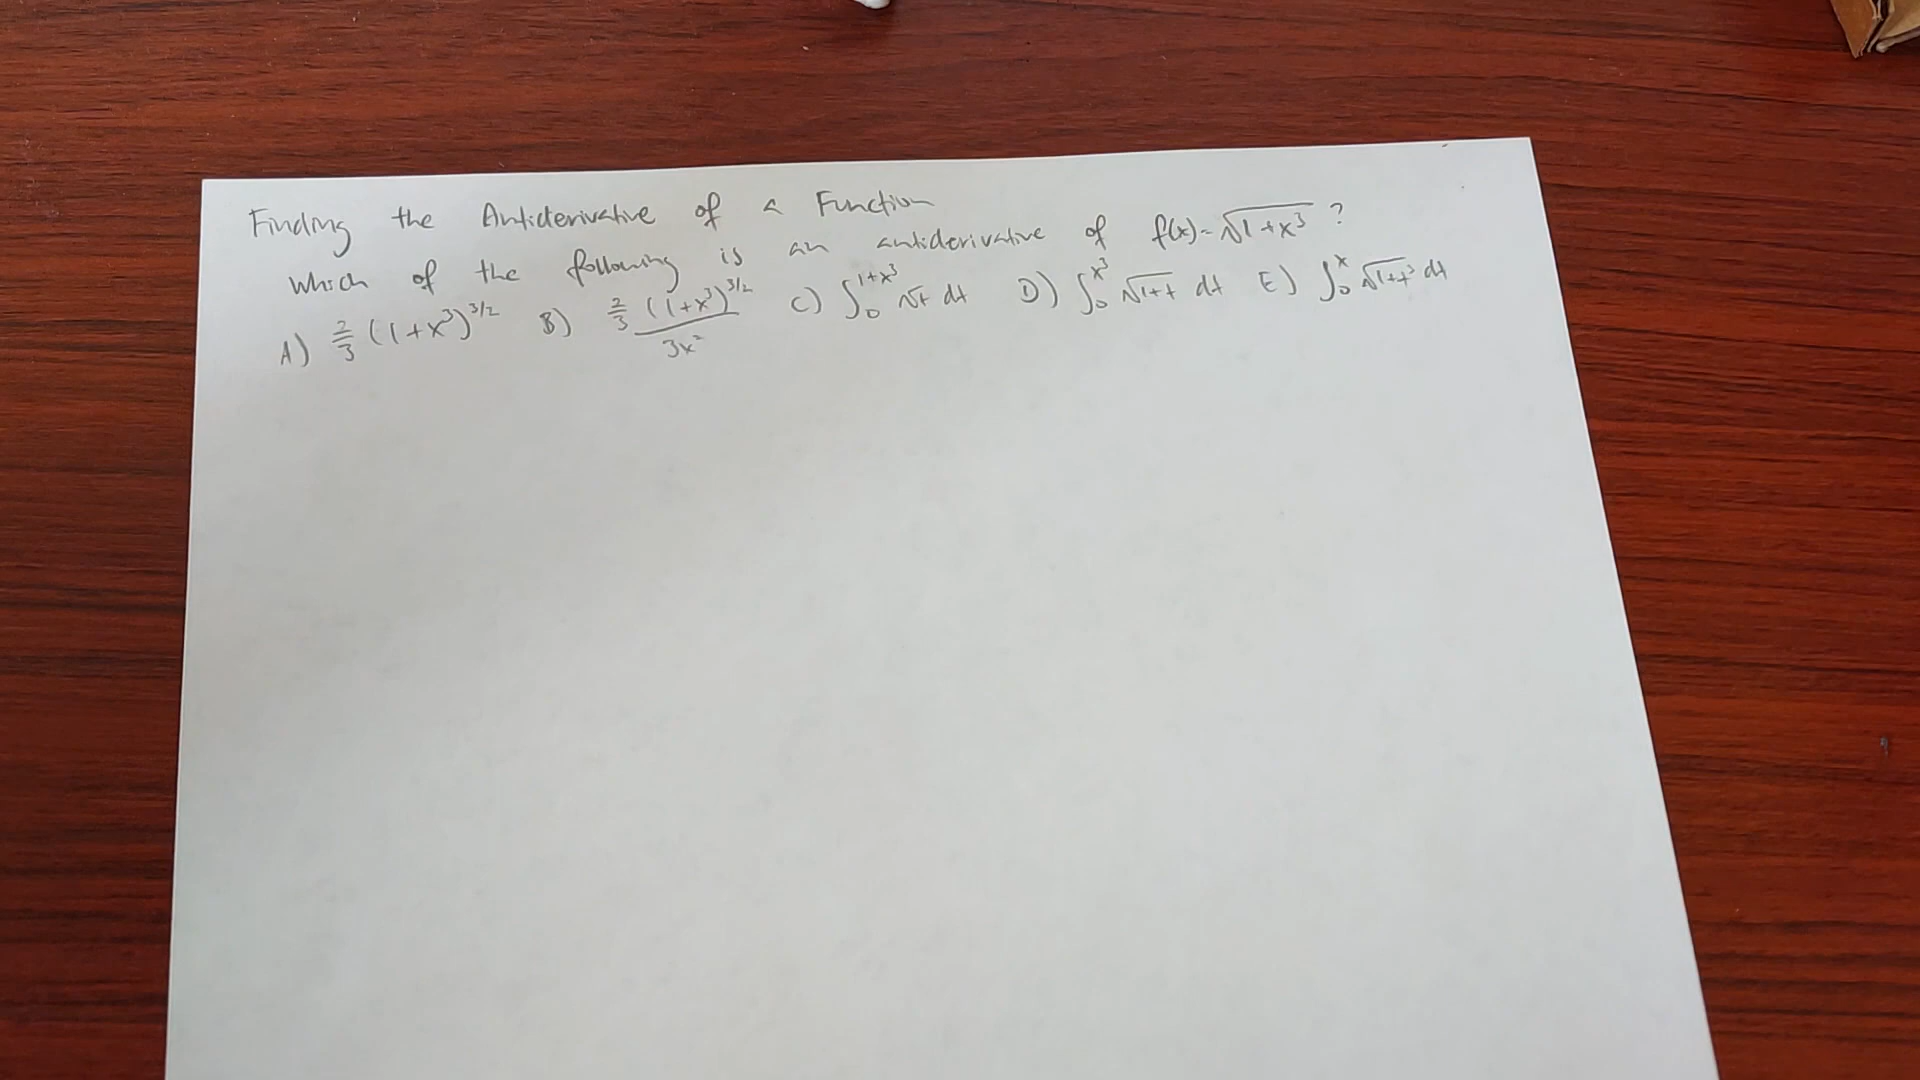 Finding the Antiderivative of a Function
Which of the following is an antiderivative of f(x)=√(1+x³) ?
A) 2/3 (1+x³)^(3/2) B) (2/3 (1+x³)^(3/2))/(3x²) C) ∫₀^(1+x³) √t dt D) ∫₀^(x³) √(1+t) dt E) ∫₀^x √(1+t³) dt